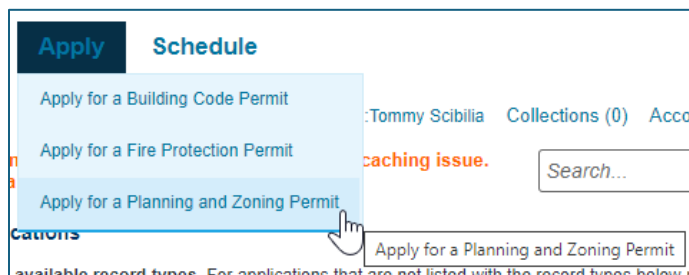 Apply Schedule
Apply for a Building Code Permit
:Tommy Scibilia Collections (0)
Apply for a Fire Protection Permit
caching issue.
Search...
Apply for a Planning and Zoning Permit
Apply for a Planning and Zoning Permit
available record types. For applications that are not listed with the record types below